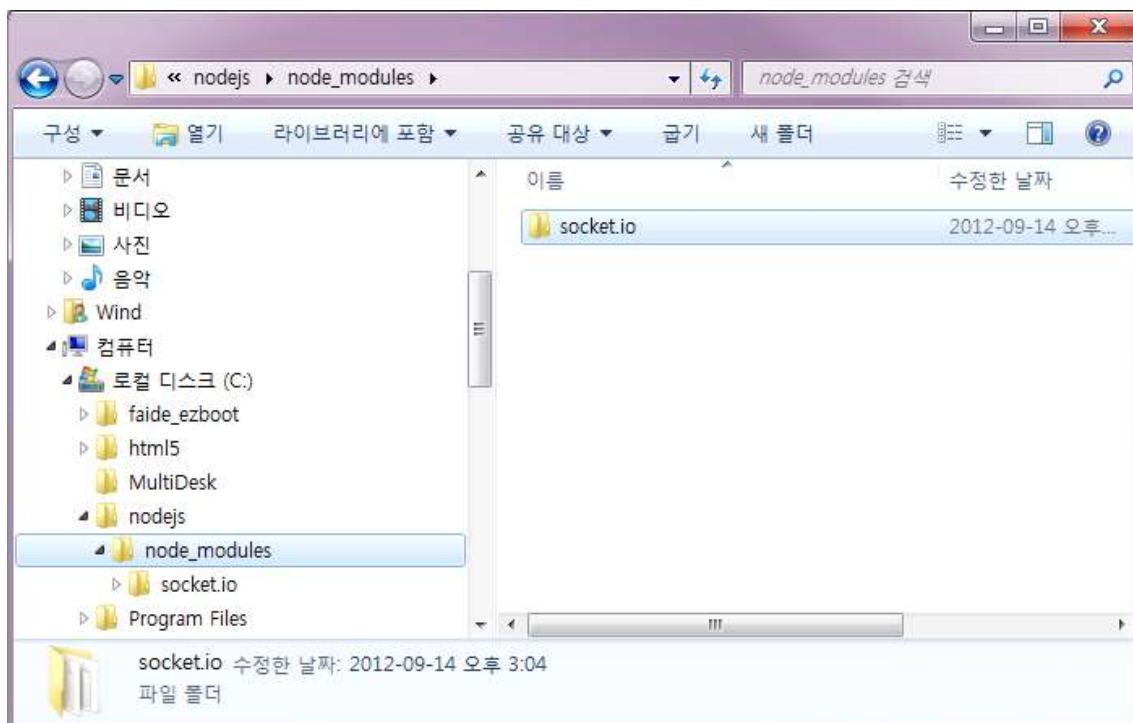 « nodejs ▸ node_modules ▸
node_modules 검색
구성 열기 라이브러리에 포함 공유 대상 굽기 새 폴더
문서
비디오
사진
음악
Wind
컴퓨터
로컬 디스크 (C:)
faide_ezboot
html5
MultiDesk
nodejs
node_modules
socket.io
Program Files
이름 수정한 날짜
socket.io 2012-09-14 오후...
socket.io 수정한 날짜: 2012-09-14 오후 3:04
파일 폴더